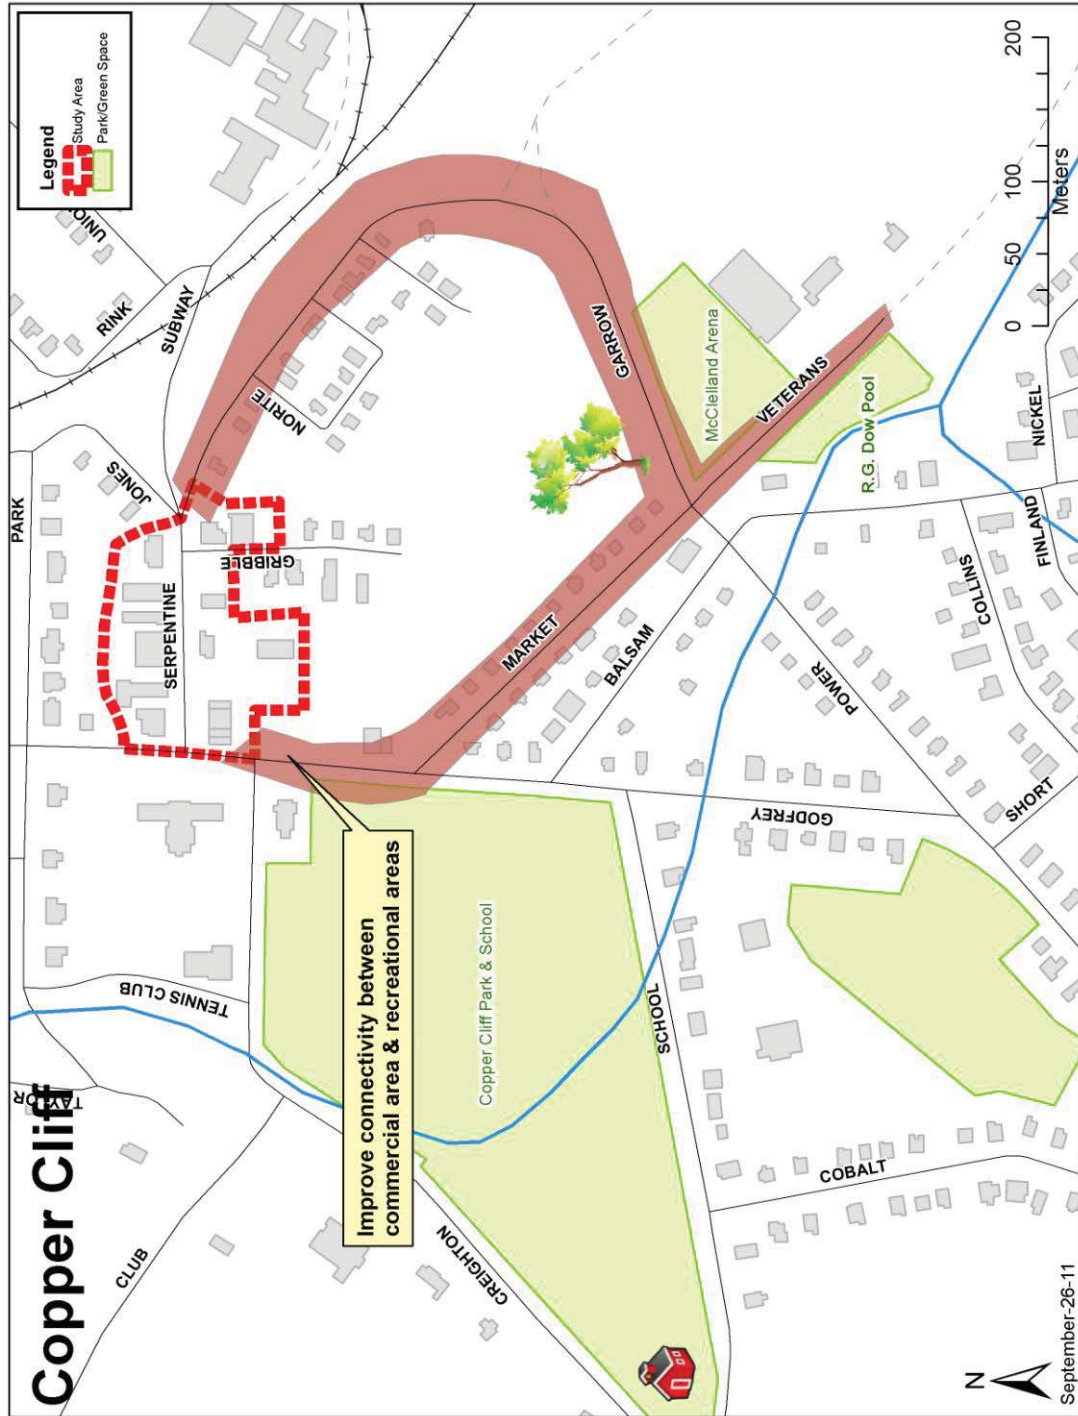 Copper Cliff
Legend
Study Area
Park/Green Space
TAYLOR
PARK
UNION
RINK
SUBWAY
JONES
CLUB
TENNIS CLUB
SERPENTINE
GRIBBLE
NORITE
Improve connectivity between
commercial area & recreational areas
CREIGHTON
Copper Cliff Park & School
MARKET
GARROW
McClelland Arena
VETERANS
R.G. Dow Pool
BALSAM
SCHOOL
GODFREY
POWER
COLLINS
FINLAND
NICKEL
SHORT
COBALT
N
September-26-11
0 50 100 200
Meters